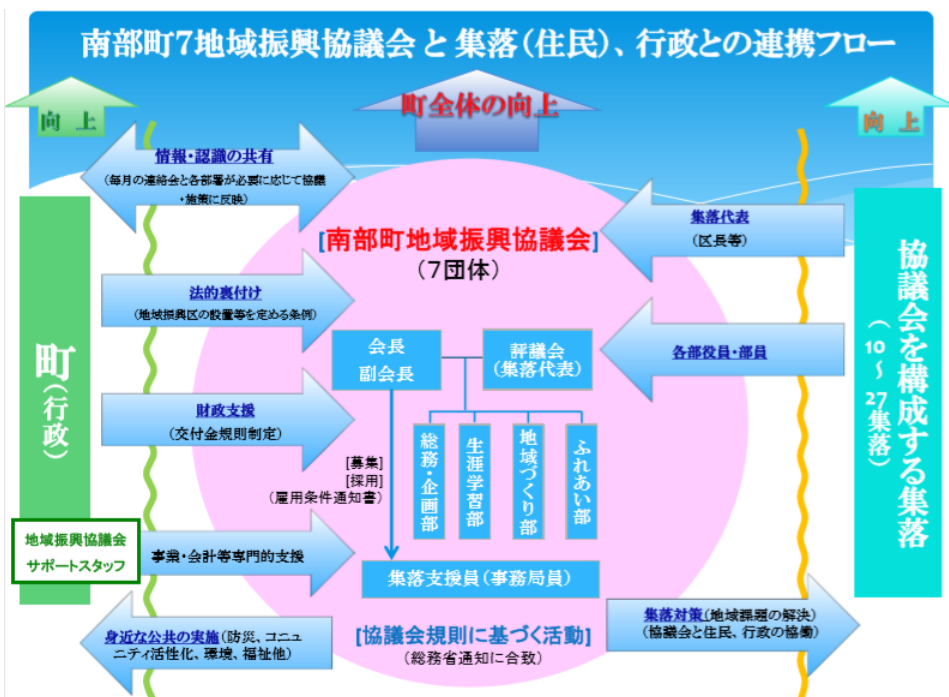 南部町7地域振興協議会と集落(住民)、行政との連携フロー
向 上
町全体の向上
向 上
情報・認識の共有
(毎月の連絡会と各部署が必要に応じて協議
・施策に反映)
集落代表
(区長等)
[南部町地域振興協議会]
(7団体)
法的裏付け
(地域振興区の設置等を定める条例)
会長
副会長
評議会
(集落代表)
各部役員・部員
町(行政)
協議会を構成する集落
(10~27集落)
財政支援
(交付金規則制定)
総務・企画部
生涯学習部
地域づくり部
ふれあい部
[募集]
[採用]
(雇用条件通知書)
地域振興協議会
サポートスタッフ
事業・会計等専門的支援
集落支援員(事務局員)
身近な公共の実施(防災、コニュ
ニティ活性化、環境、福祉他)
[協議会規則に基づく活動]
(総務省通知に合致)
集落対策(地域課題の解決)
(協議会と住民、行政の協働)